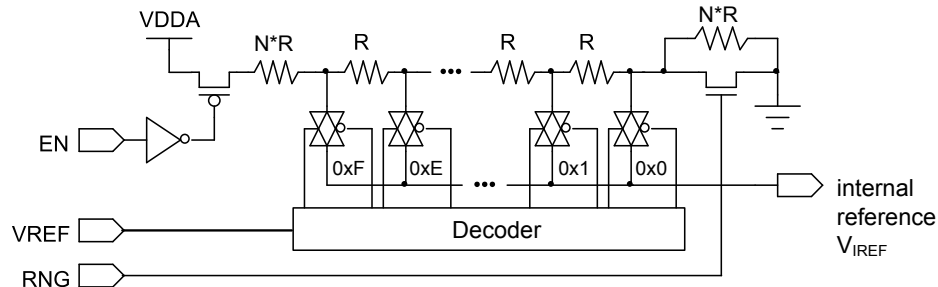 VDDA
N*R
R
R
R
N*R
EN
0xF
0xE
...
0x1
0x0
internal
reference
VIREF
VREF
Decoder
RNG